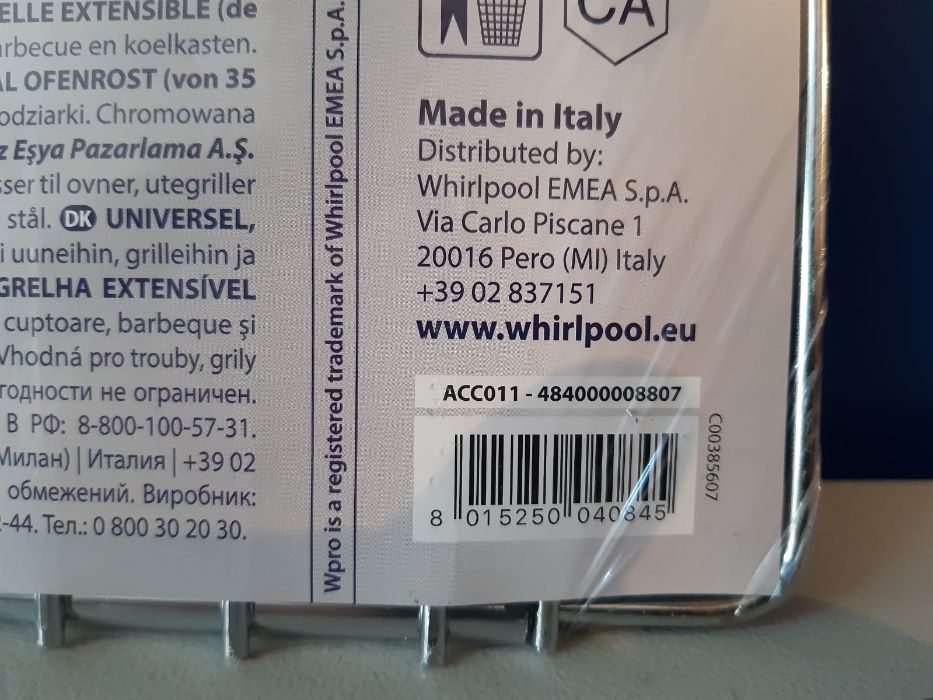 ELLE EXTENSIBLE (de
arbecue en koelkasten.
AL OFENROST (von 35
odziarki. Chromowana
z Eşya Pazarlama A.Ş.
sser til ovner, utegriller
stål. DK UNIVERSEL,
i uuneihin, grilleihin ja
GRELHA EXTENSÍVEL
cuptoare, barbeque şi
Vhodná pro trouby, grily
годности не ограничен.
В РФ: 8-800-100-57-31.
Милан) | Италия | +39 02
обмежений. Виробник:
2-44. Тел.: 0 800 30 20 30.
Wpro is a registered trademark of Whirlpool EMEA S.p.A.
CA
Made in Italy
Distributed by:
Whirlpool EMEA S.p.A.
Via Carlo Piscane 1
20016 Pero (MI) Italy
+39 02 837151
www.whirlpool.eu
ACC011 - 484000008807
8 015250 040845
C00385607